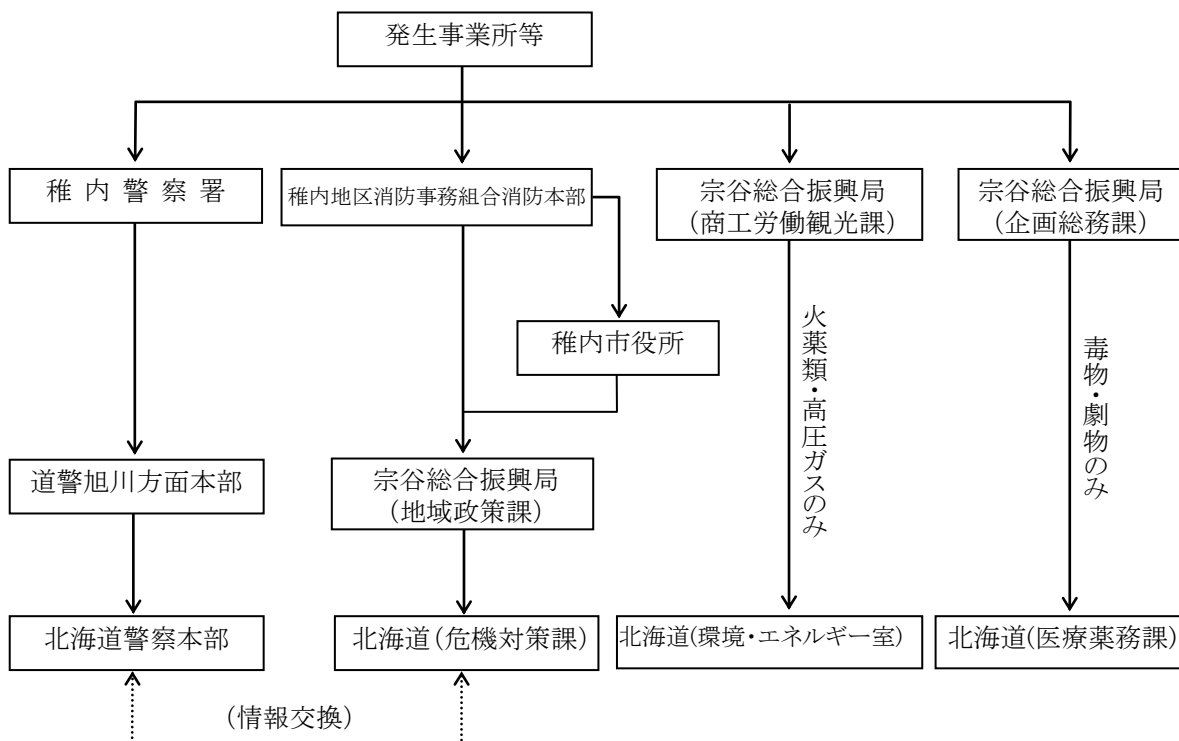 発生事業所等
稚内警察署
稚内地区消防事務組合消防本部
宗谷総合振興局
(商工労働観光課)
宗谷総合振興局
(企画総務課)
稚内市役所
火薬類・高圧ガスのみ
毒物・劇物のみ
道警旭川方面本部
宗谷総合振興局
(地域政策課)
北海道警察本部
北海道(危機対策課)
北海道(環境・エネルギー室)
北海道(医療薬務課)
(情報交換)